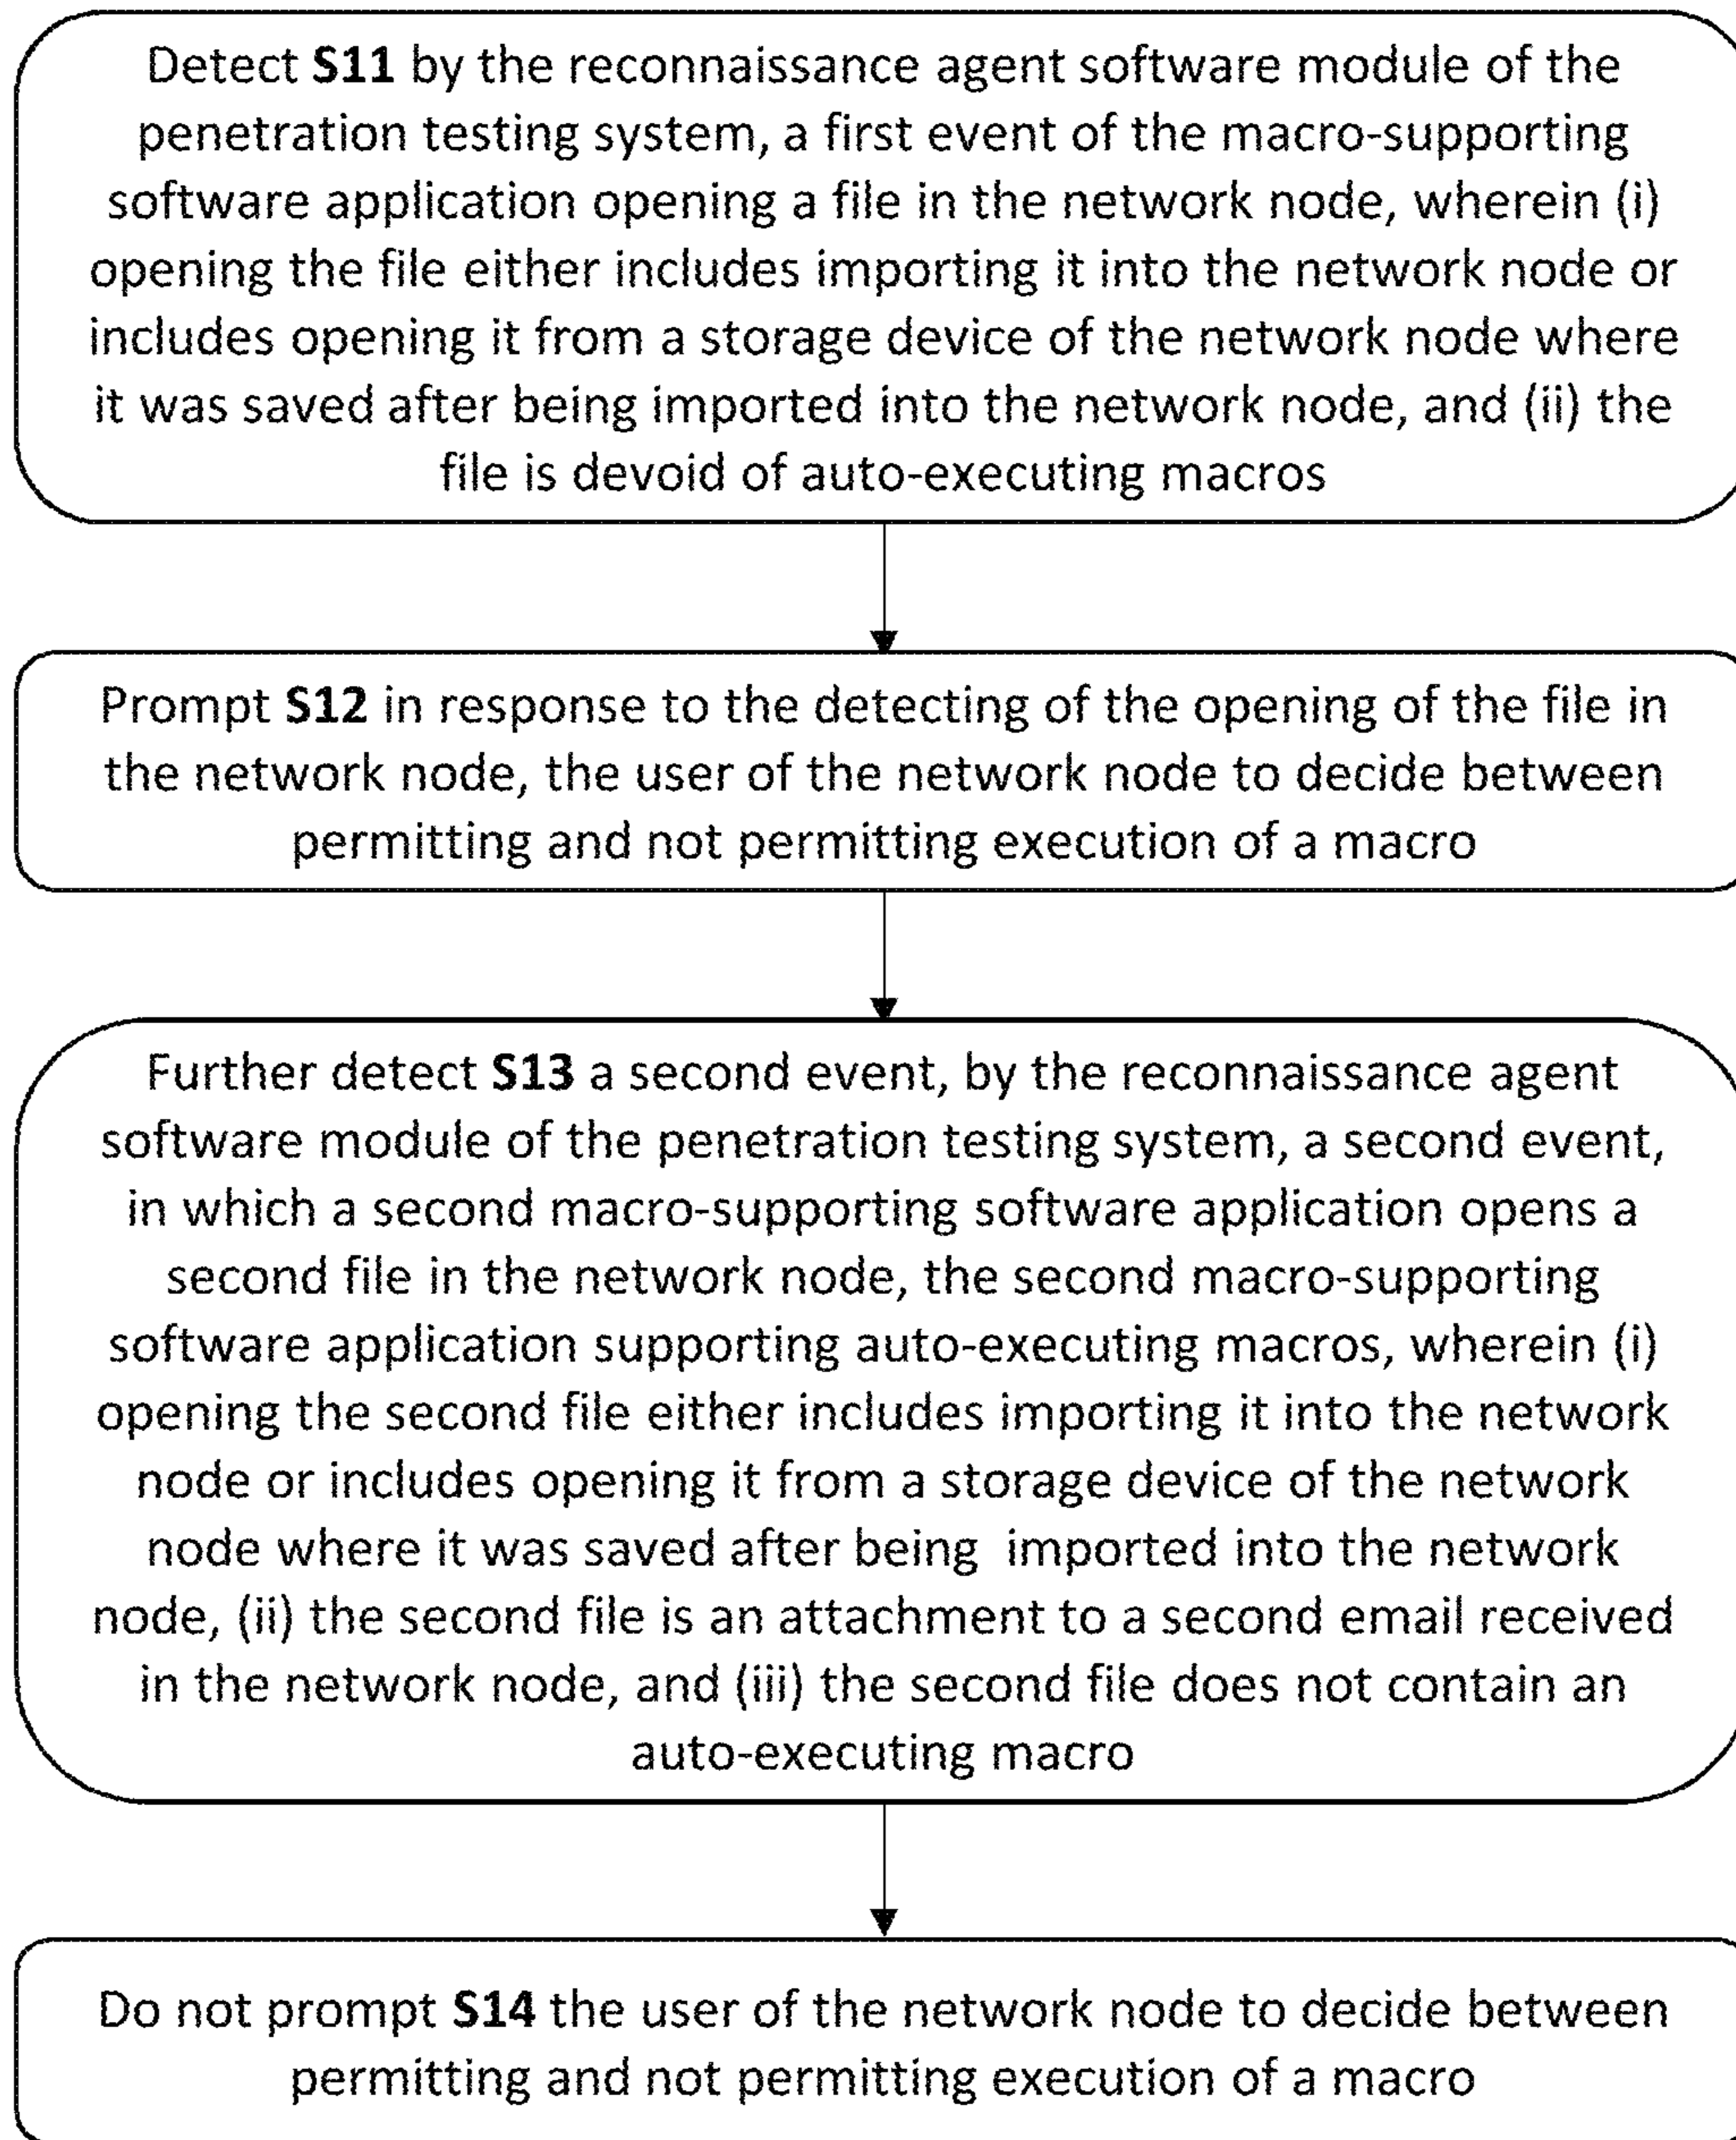 Detect S11 by the reconnaissance agent software module of the
penetration testing system, a first event of the macro-supporting
software application opening a file in the network node, wherein (i)
opening the file either includes importing it into the network node or
includes opening it from a storage device of the network node where
it was saved after being imported into the network node, and (ii) the
file is devoid of auto-executing macros
Prompt S12 in response to the detecting of the opening of the file in
the network node, the user of the network node to decide between
permitting and not permitting execution of a macro
Further detect S13 a second event, by the reconnaissance agent
software module of the penetration testing system, a second event,
in which a second macro-supporting software application opens a
second file in the network node, the second macro-supporting
software application supporting auto-executing macros, wherein (i)
opening the second file either includes importing it into the network
node or includes opening it from a storage device of the network
node where it was saved after being imported into the network
node, (ii) the second file is an attachment to a second email received
in the network node, and (iii) the second file does not contain an
auto-executing macro
Do not prompt S14 the user of the network node to decide between
permitting and not permitting execution of a macro